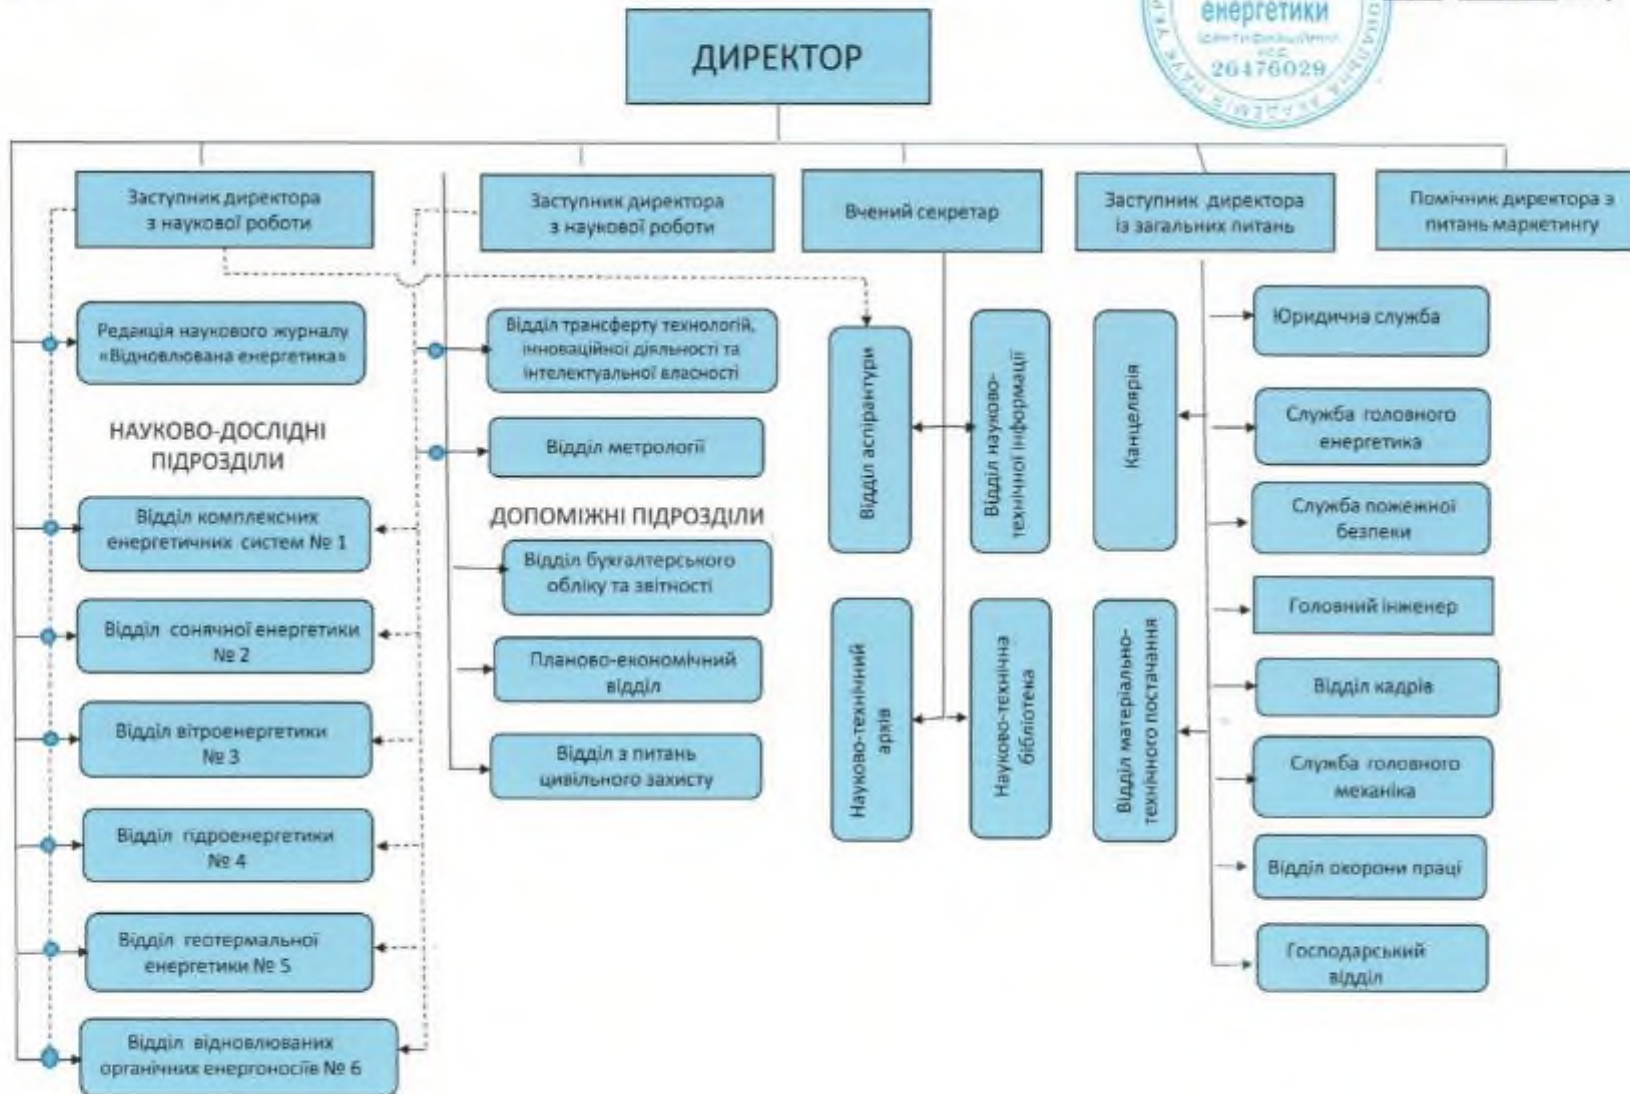 енергетики
ідентифікаційний
код
26476029
НАЦІОНАЛЬНА АКАДЕМІЯ НАУК УКР
ДИРЕКТОР
Заступник директора
з наукової роботи
Заступник директора
з наукової роботи
Вчений секретар
Заступник директора
із загальних питань
Помічник директора з
питань маркетингу
Редакція наукового журналу
«Відновлювана енергетика»
НАУКОВО-ДОСЛІДНІ
ПІДРОЗДІЛИ
Відділ комплексних
енергетичних систем № 1
Відділ сонячної енергетики
№ 2
Відділ вітроенергетики
№ 3
Відділ гідроенергетики
№ 4
Відділ геотермальної
енергетики № 5
Відділ відновлюваних
органічних енергоносіїв № 6
Відділ трансферту технологій,
інноваційної діяльності та
інтелектуальної власності
Відділ метрології
ДОПОМІЖНІ ПІДРОЗДІЛИ
Відділ бухгалтерського
обліку та звітності
Планово-економічний
відділ
Відділ з питань
цивільного захисту
Відділ аспірантури
Відділ науково-
технічної інформації
Науково-технічний
архів
Науково-технічна
бібліотека
Канцелярія
Відділ матеріально-
технічного постачання
Юридична служба
Служба головного
енергетика
Служба пожежної
безпеки
Головний інженер
Відділ кадрів
Служба головного
механіка
Відділ охорони праці
Господарський
відділ